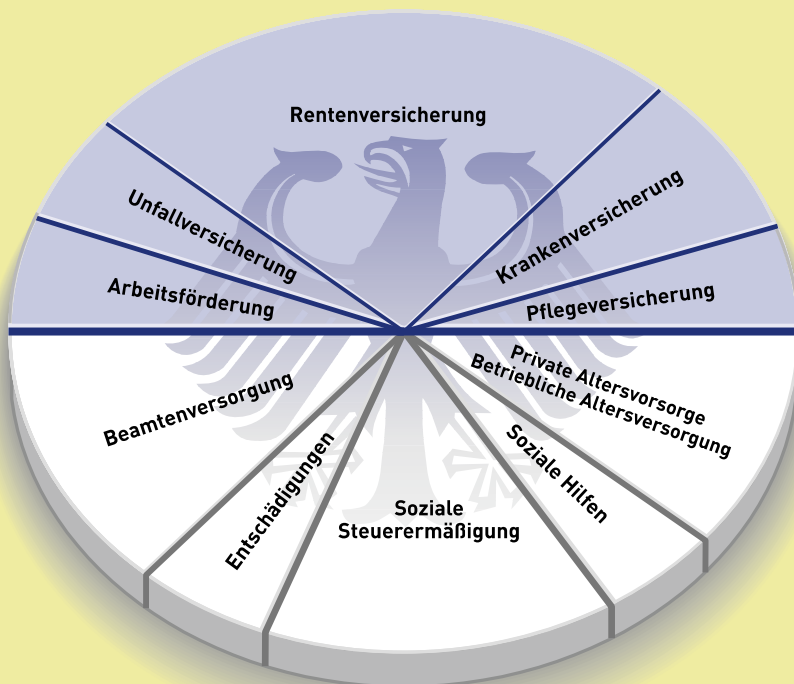 Rentenversicherung
Unfallversicherung
Krankenversicherung
Arbeitsförderung
Pflegeversicherung
Beamtenversorgung
Private Altersvorsorge
Betriebliche Altersversorgung
Entschädigungen
Soziale Hilfen
Soziale
Steuerermäßigung